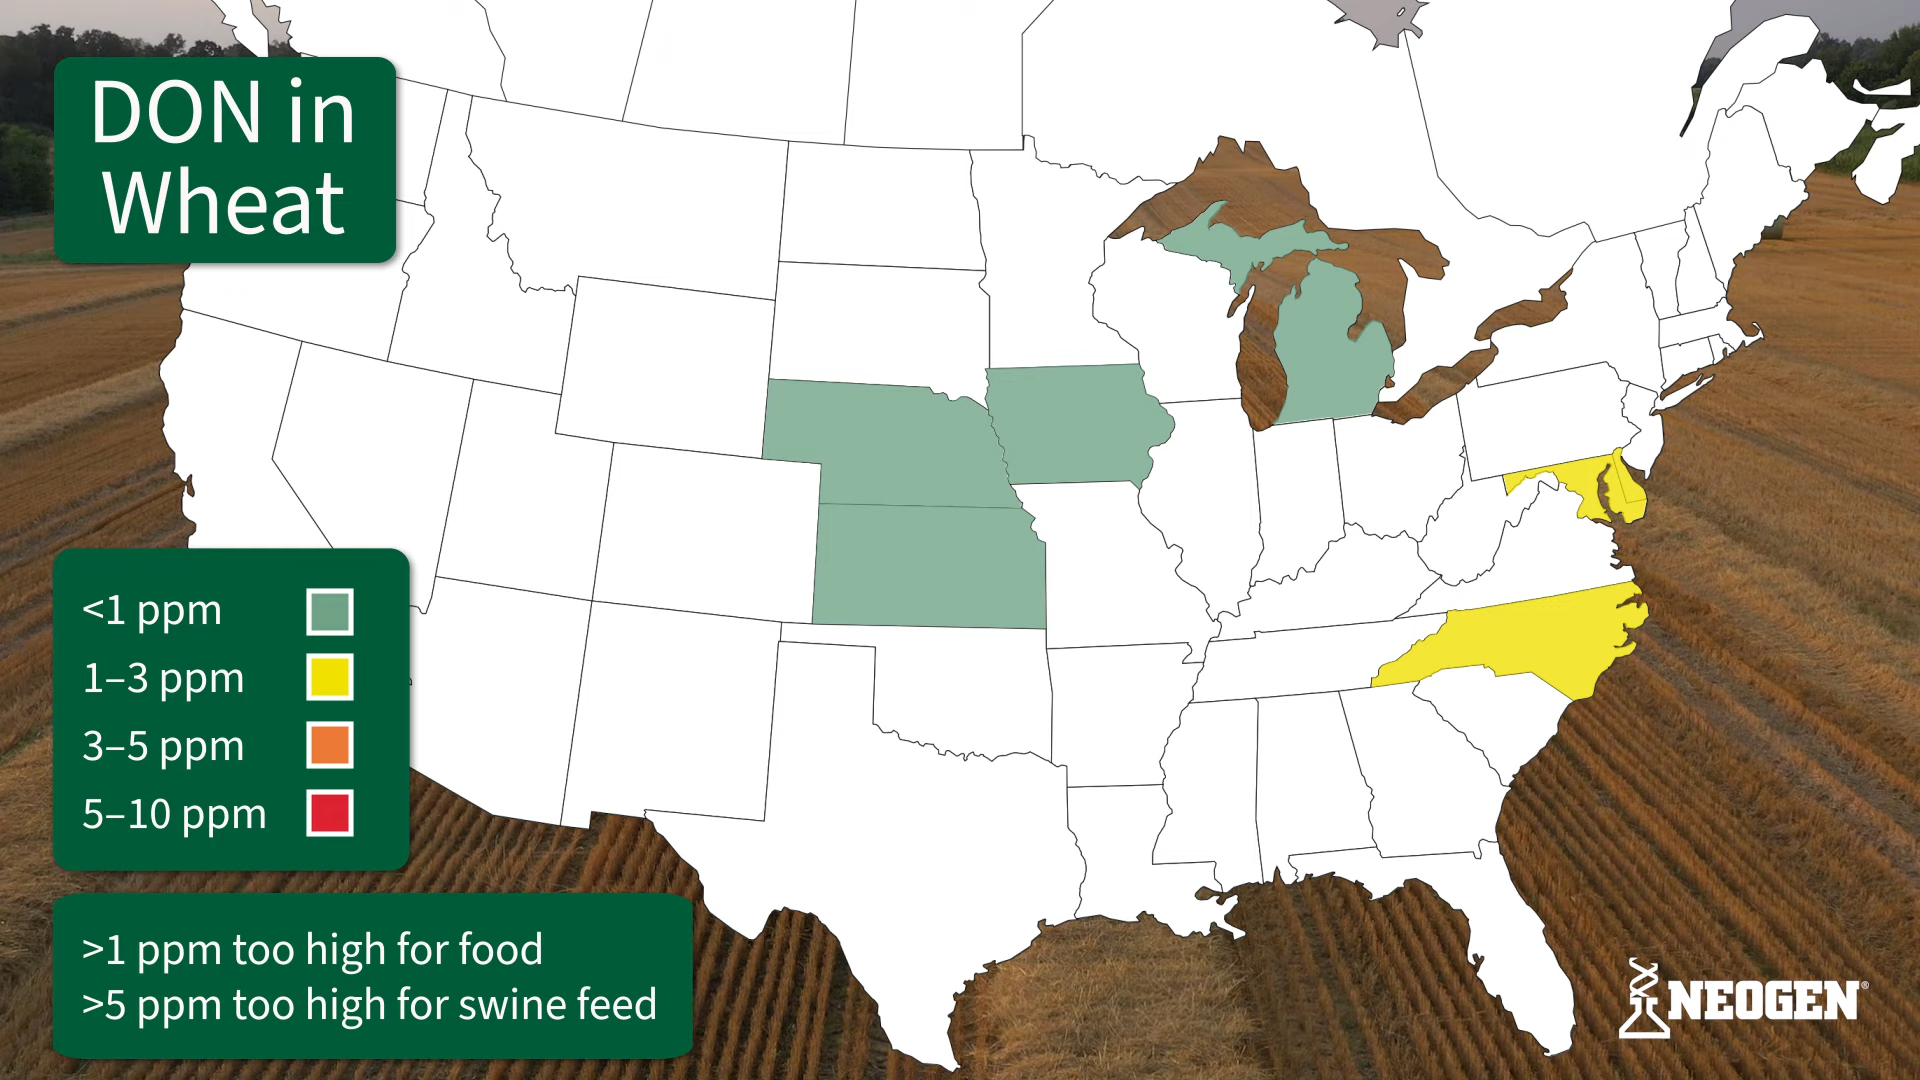 DON in
Wheat
<1 ppm
1–3 ppm
3–5 ppm
5–10 ppm
>1 ppm too high for food
>5 ppm too high for swine feed
NEOGEN®